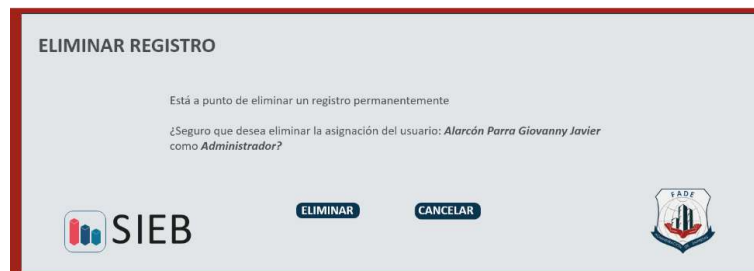 ELIMINAR REGISTRO
Está a punto de eliminar un registro permanentemente
¿Seguro que desea eliminar la asignación del usuario: Alarcón Parra Giovanny Javier
como Administrador?
ELIMINAR
CANCELAR
SIEB
FADE